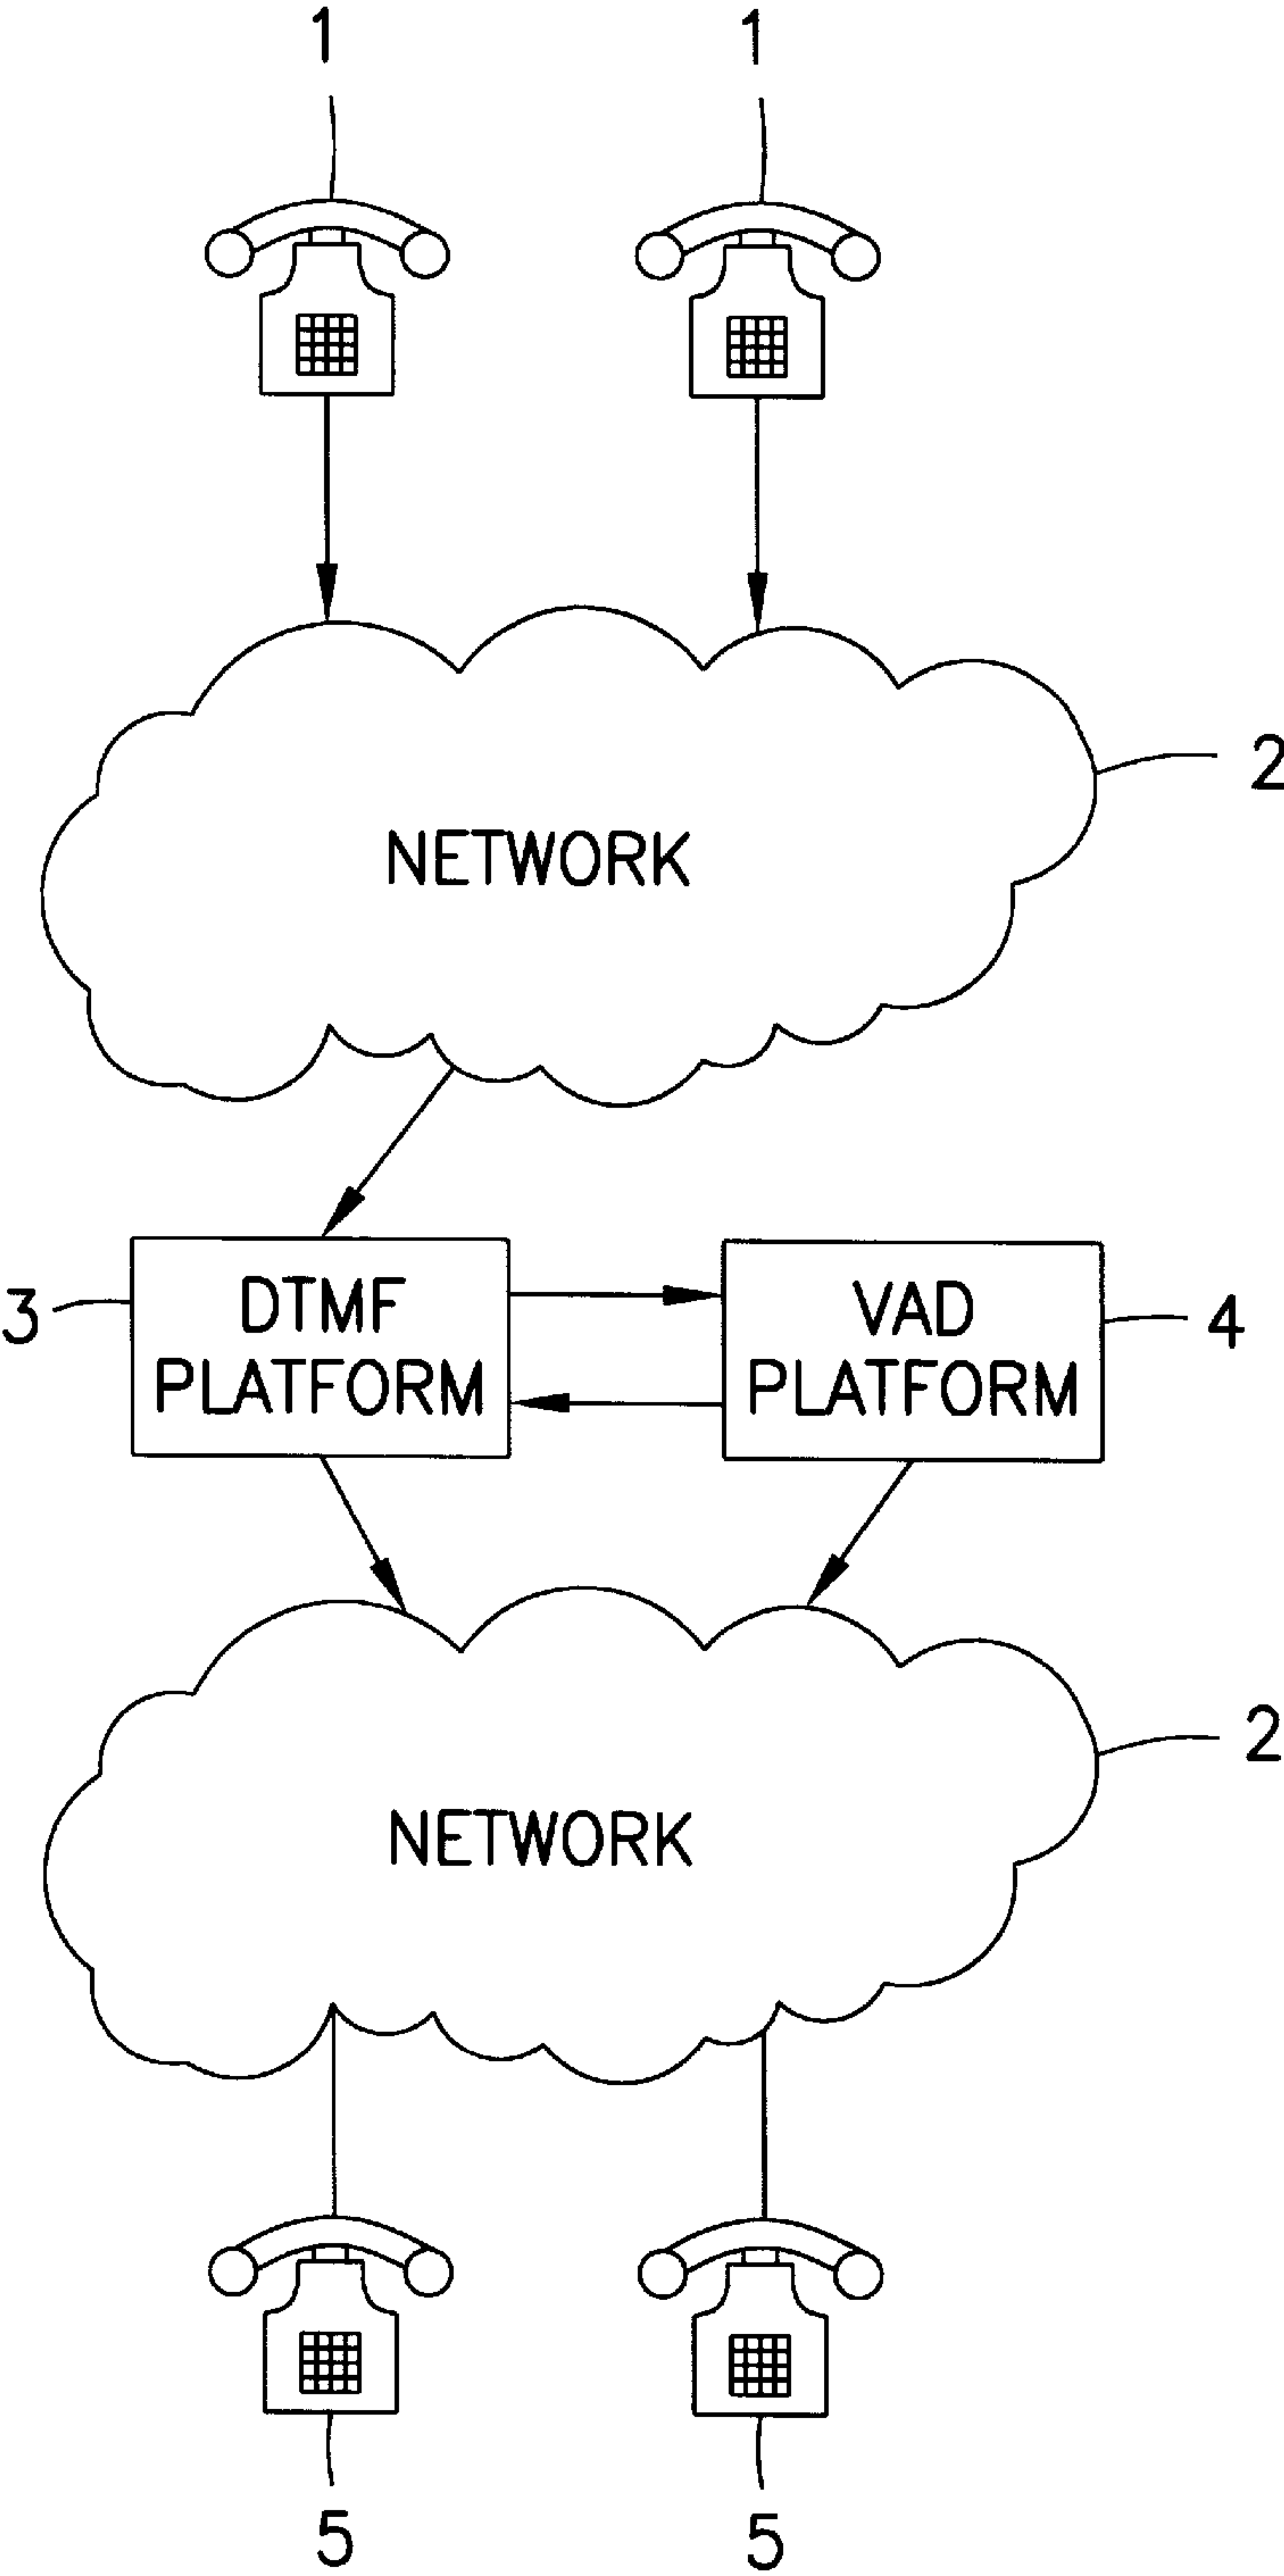 1 1
2
NETWORK
3
DTMF
PLATFORM
VAD
PLATFORM
4
2
NETWORK
5 5